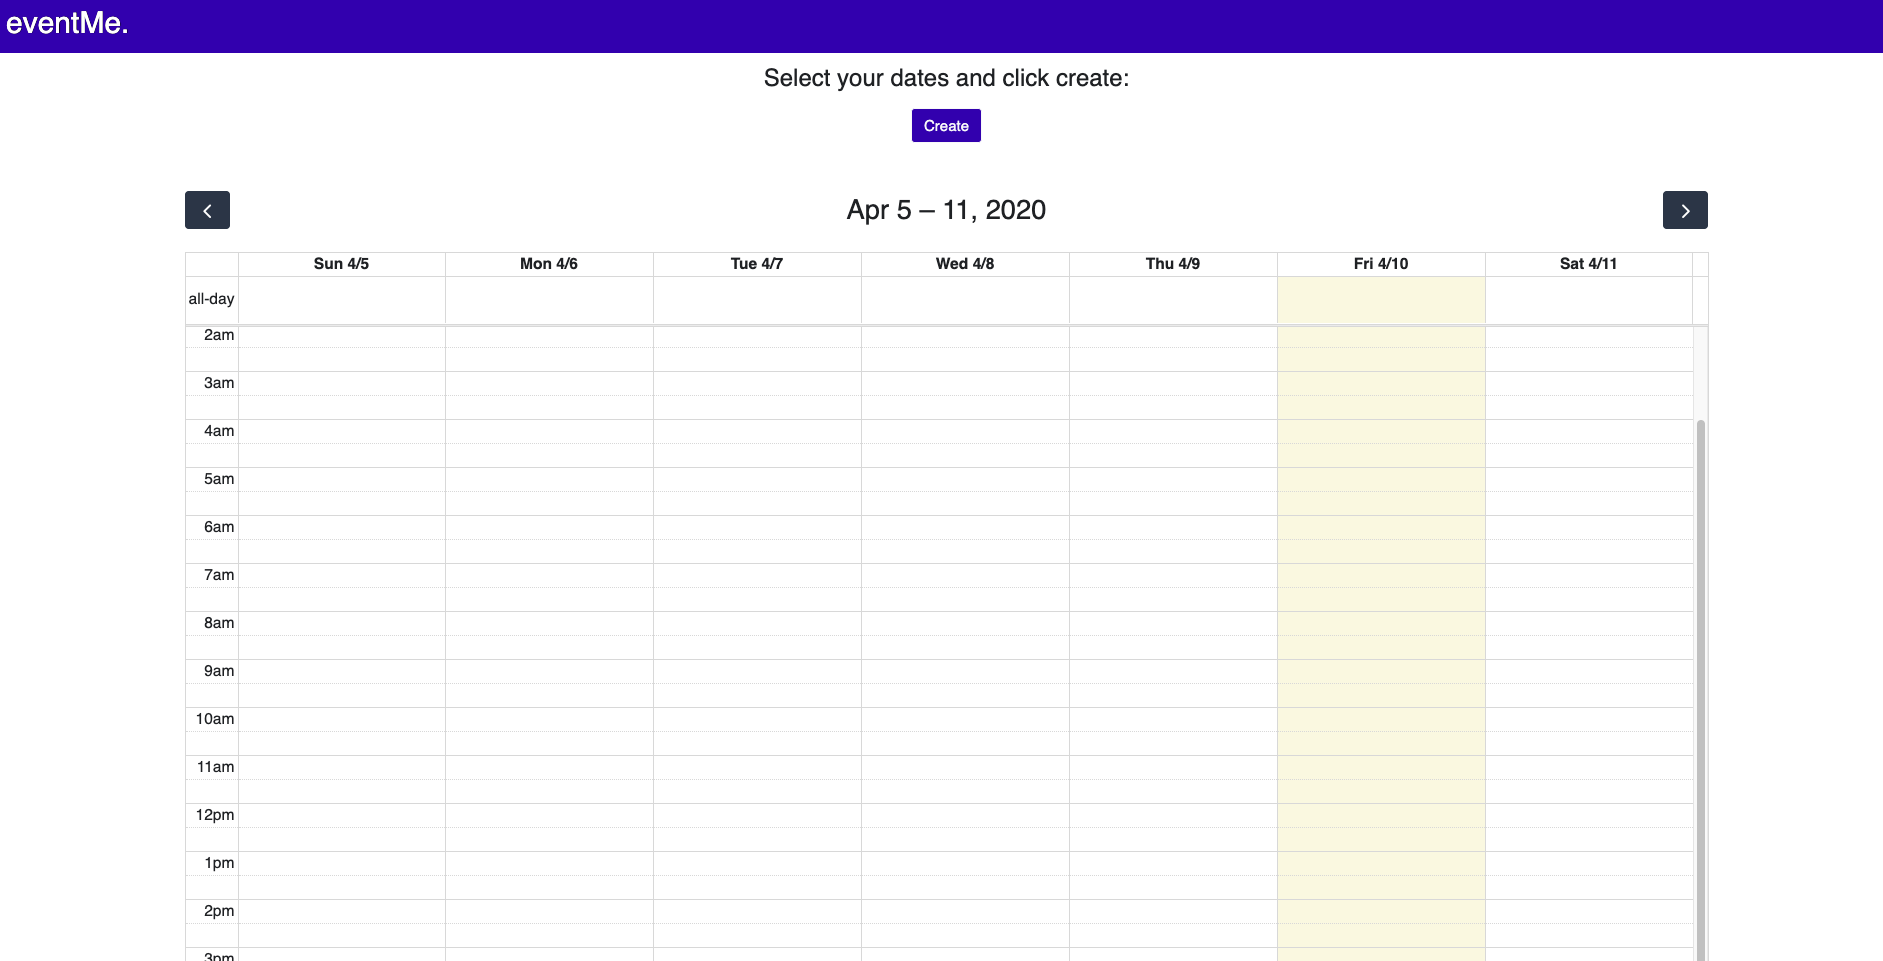 eventMe.
Select your dates and click create:
Create
Apr 5 – 11, 2020
Sun 4/5 Mon 4/6 Tue 4/7 Wed 4/8 Thu 4/9 Fri 4/10 Sat 4/11
all-day
2am
3am
4am
5am
6am
7am
8am
9am
10am
11am
12pm
1pm
2pm
3pm